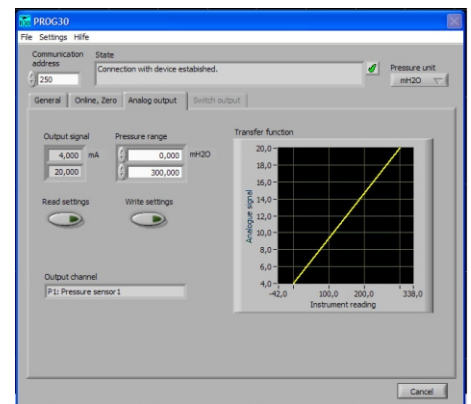 PROG30
File Settings Hilfe
Communication address
State
250
Connection with device estabished.
Pressure unit
mH2O
General
Online, Zero
Analog output
Switch output
Output signal
Pressure range
4,000 mA
0,000 mH2O
20,000
300,000
Read settings
Write settings
Output channel
P1: Pressure sensor1
Transfer function
Analogue signal
20,0
18,0
16,0
14,0
12,0
10,0
8,0
6,0
4,0
-42,0 100,0 200,0 338,0
Instrument reading
Cancel